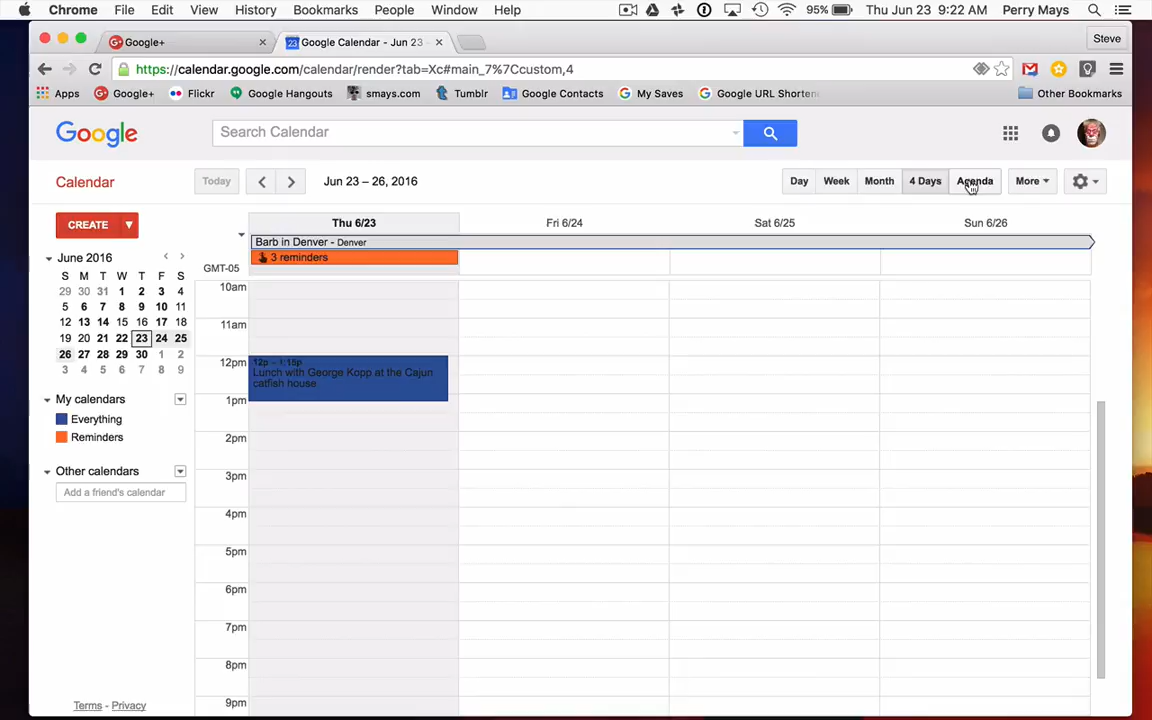 Chrome File Edit View History Bookmarks People Window Help 95% Thu Jun 23 9:22 AM Perry Mays
Google+ Google Calendar - Jun 23 - Steve
https://calendar.google.com/calendar/render?tab=Xc#main_7%7Ccustom,4
Apps Google+ Flickr Google Hangouts smays.com Tumblr Google Contacts My Saves Google URL Shorten Other Bookmarks
Google Search Calendar
Calendar Today Jun 23 – 26, 2016 Day Week Month 4 Days Agenda More
CREATE
Thu 6/23 Fri 6/24 Sat 6/25 Sun 6/26
Barb in Denver - Denver
3 reminders
GMT-05
June 2016
S M T W T F S
29 30 31 1 2 3 4
5 6 7 8 9 10 11
12 13 14 15 16 17 18
19 20 21 22 23 24 25
26 27 28 29 30 1 2
3 4 5 6 7 8 9
My calendars
Everything
Reminders
Other calendars
Add a friend's calendar
10am
11am
12pm
12p – 1:15p
Lunch with George Kopp at the Cajun
catfish house
1pm
2pm
3pm
4pm
5pm
6pm
7pm
8pm
9pm
Terms - Privacy